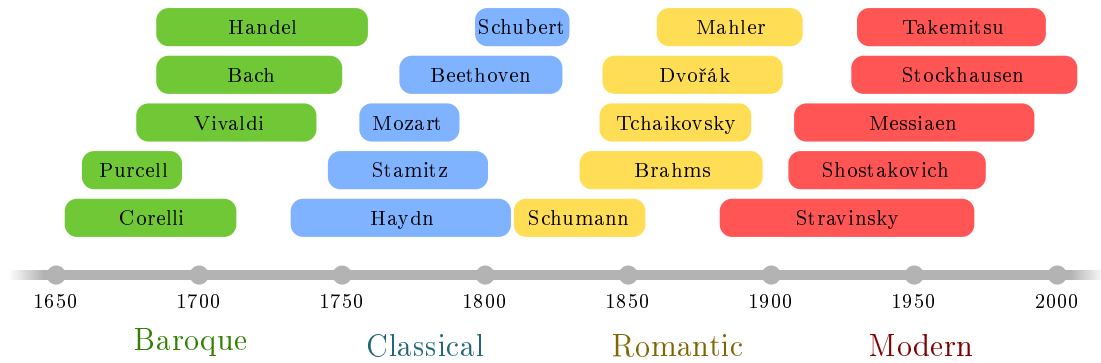 Handel Schubert Mahler Takemitsu
Bach Beethoven Dvořák Stockhausen
Vivaldi Mozart Tchaikovsky Messiaen
Purcell Stamitz Brahms Shostakovich
Corelli Haydn Schumann Stravinsky
1650 1700 1750 1800 1850 1900 1950 2000
Baroque Classical Romantic Modern